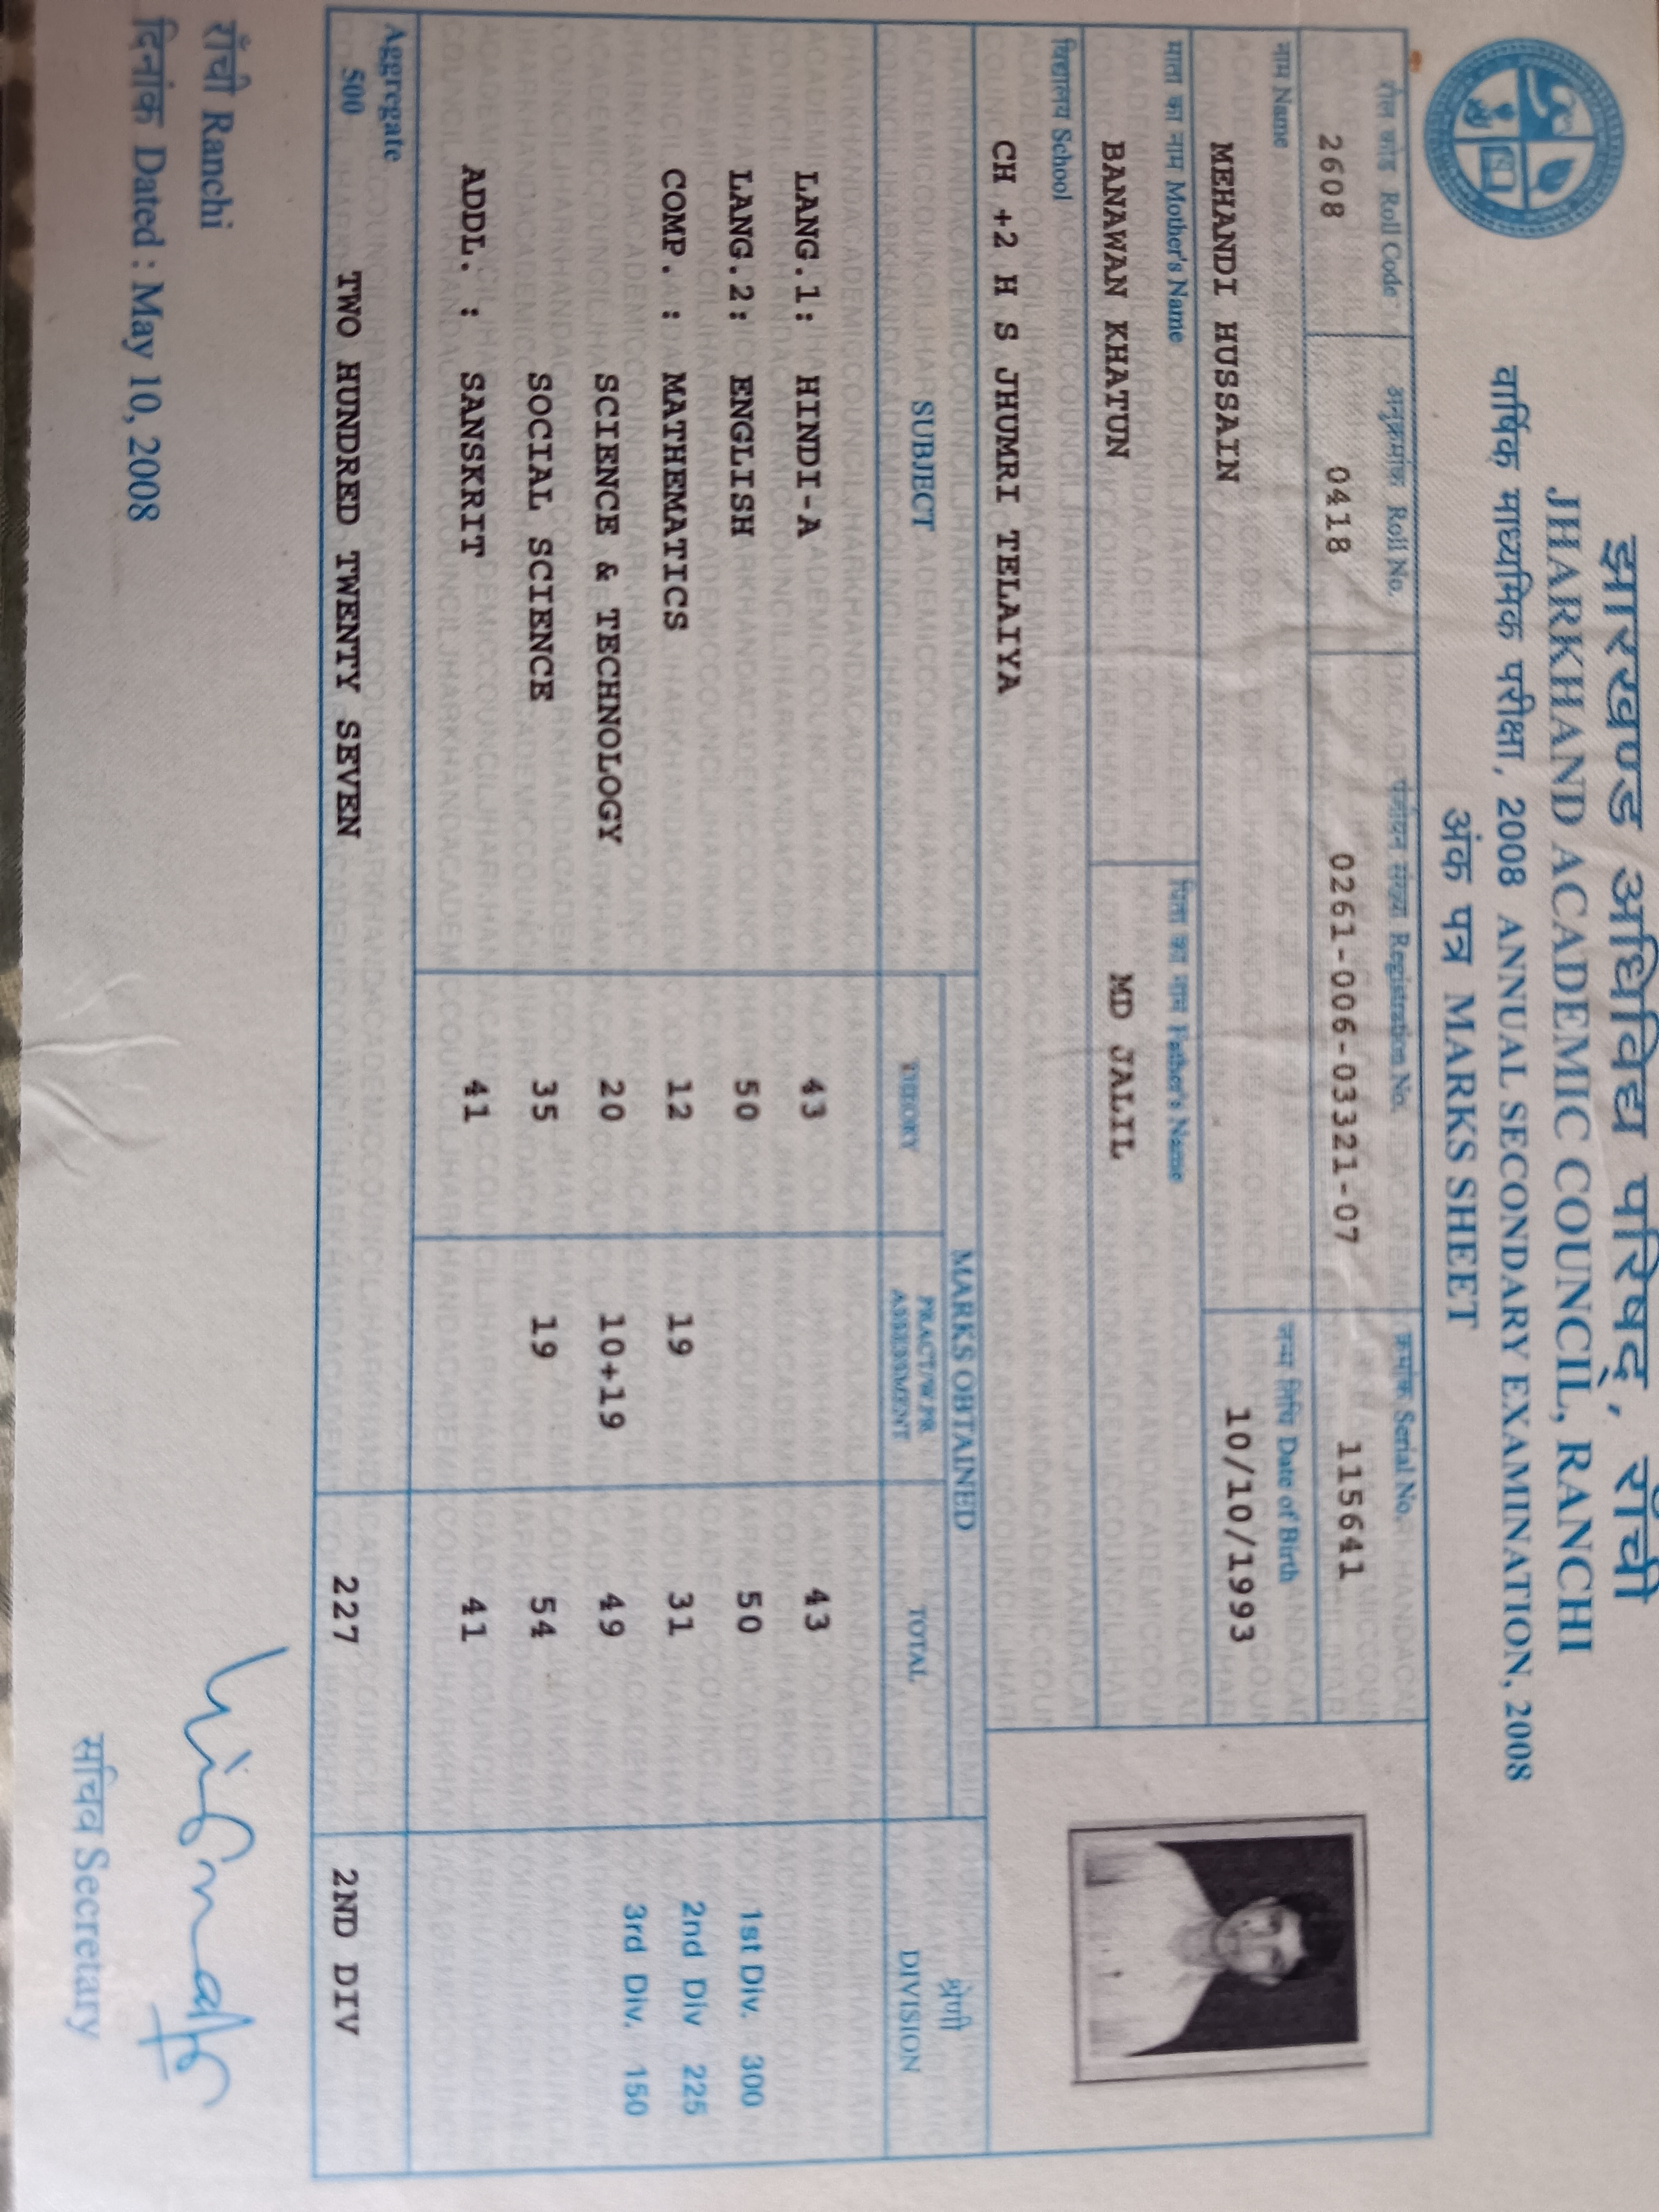 झारखण्ड अधिविद्य परिषद्, राँची
JHARKHAND ACADEMIC COUNCIL, RANCHI
वार्षिक माध्यमिक परीक्षा, 2008 ANNUAL SECONDARY EXAMINATION, 2008
अंक पत्र MARKS SHEET
रोल कोड Roll Code अनुक्रमांक Roll No. पंजीयन संख्या Registration No. क्रमांक Serial No.
2608 0418 0261-006-03321-07 115641
नाम Name जन्म तिथि Date of Birth
MEHANDI HUSSAIN 10/10/1993
माता का नाम Mother's Name पिता का नाम Father's Name
BANAWAN KHATUN MD JALIL
विद्यालय School
CH +2 H S JHUMRI TELAIYA
MARKS OBTAINED
SUBJECT THEORY PRACT/W.PR ASSESSMENT TOTAL श्रेणी DIVISION
LANG.1: HINDI-A 43 43
LANG.2: ENGLISH 50 50 1st Div. 300
COMP. : MATHEMATICS 12 19 31 2nd Div 225
SCIENCE & TECHNOLOGY 20 10+19 49 3rd Div. 150
SOCIAL SCIENCE 35 19 54
ADDL. : SANSKRIT 41 41
Aggregate
500 TWO HUNDRED TWENTY SEVEN 227 2ND DIV
राँची Ranchi
दिनांक Dated : May 10, 2008
सचिव Secretary